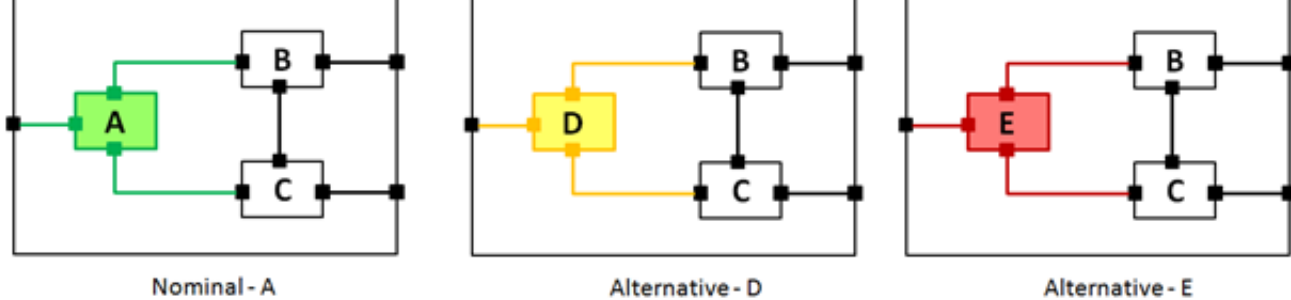 B
A
C
Nominal - A
B
D
C
Alternative - D
B
E
C
Alternative - E